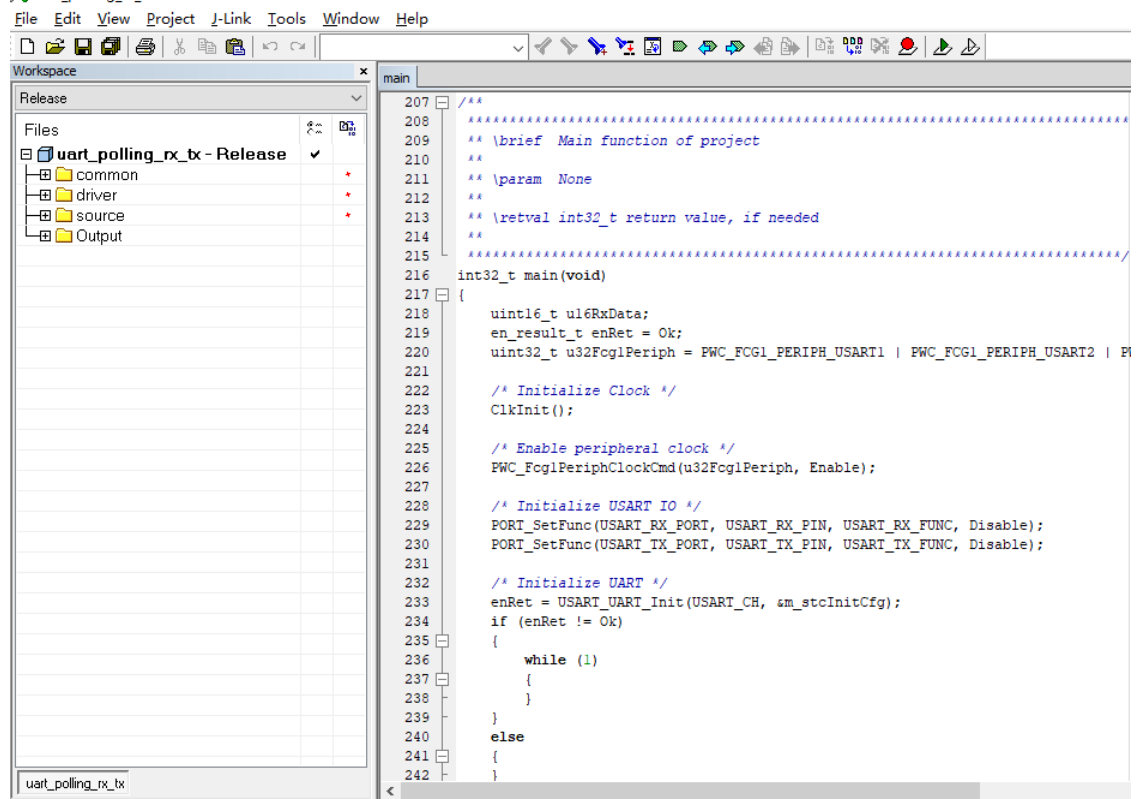 File Edit View Project J-Link Tools Window Help
Workspace
Release
Files
uart_polling_rx_tx - Release
common
driver
source
Output
uart_polling_rx_tx
main
207 /**
208 *******************************************************************************
209 ** \brief Main function of project
210 **
211 ** \param None
212 **
213 ** \retval int32_t return value, if needed
214 **
215 ******************************************************************************/
216 int32_t main(void)
217 {
218 uint16_t u16RxData;
219 en_result_t enRet = Ok;
220 uint32_t u32Fcg1Periph = PWC_FCG1_PERIPH_USART1 | PWC_FCG1_PERIPH_USART2 |
221
222 /* Initialize Clock */
223 ClkInit();
224
225 /* Enable peripheral clock */
226 PWC_Fcg1PeriphClockCmd(u32Fcg1Periph, Enable);
227
228 /* Initialize USART IO */
229 PORT_SetFunc(USART_RX_PORT, USART_RX_PIN, USART_RX_FUNC, Disable);
230 PORT_SetFunc(USART_TX_PORT, USART_TX_PIN, USART_TX_FUNC, Disable);
231
232 /* Initialize UART */
233 enRet = USART_UART_Init(USART_CH, &m_stcInitCfg);
234 if (enRet != Ok)
235 {
236 while (1)
237 {
238 }
239 }
240 else
241 {
242 }